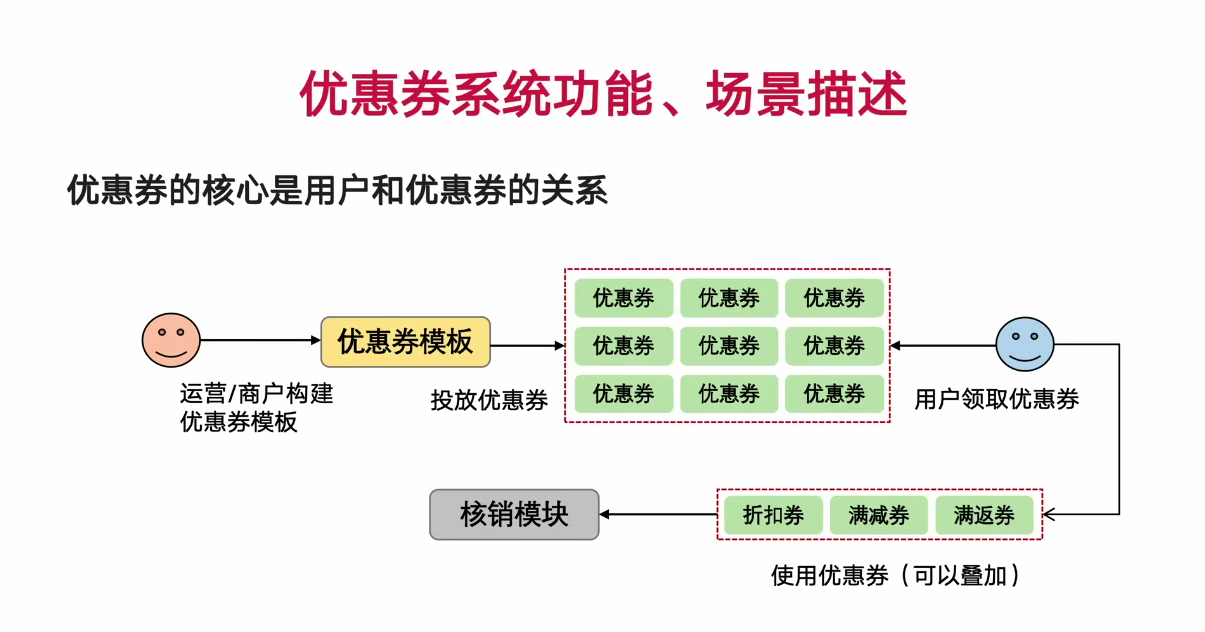 优惠券系统功能、场景描述
优惠券的核心是用户和优惠券的关系
优惠券 优惠券 优惠券
优惠券模板
优惠券 优惠券 优惠券
优惠券 优惠券 优惠券
运营/商户构建
优惠券模板
投放优惠券
用户领取优惠券
核销模块
折扣券 满减券 满返券
使用优惠券（可以叠加）